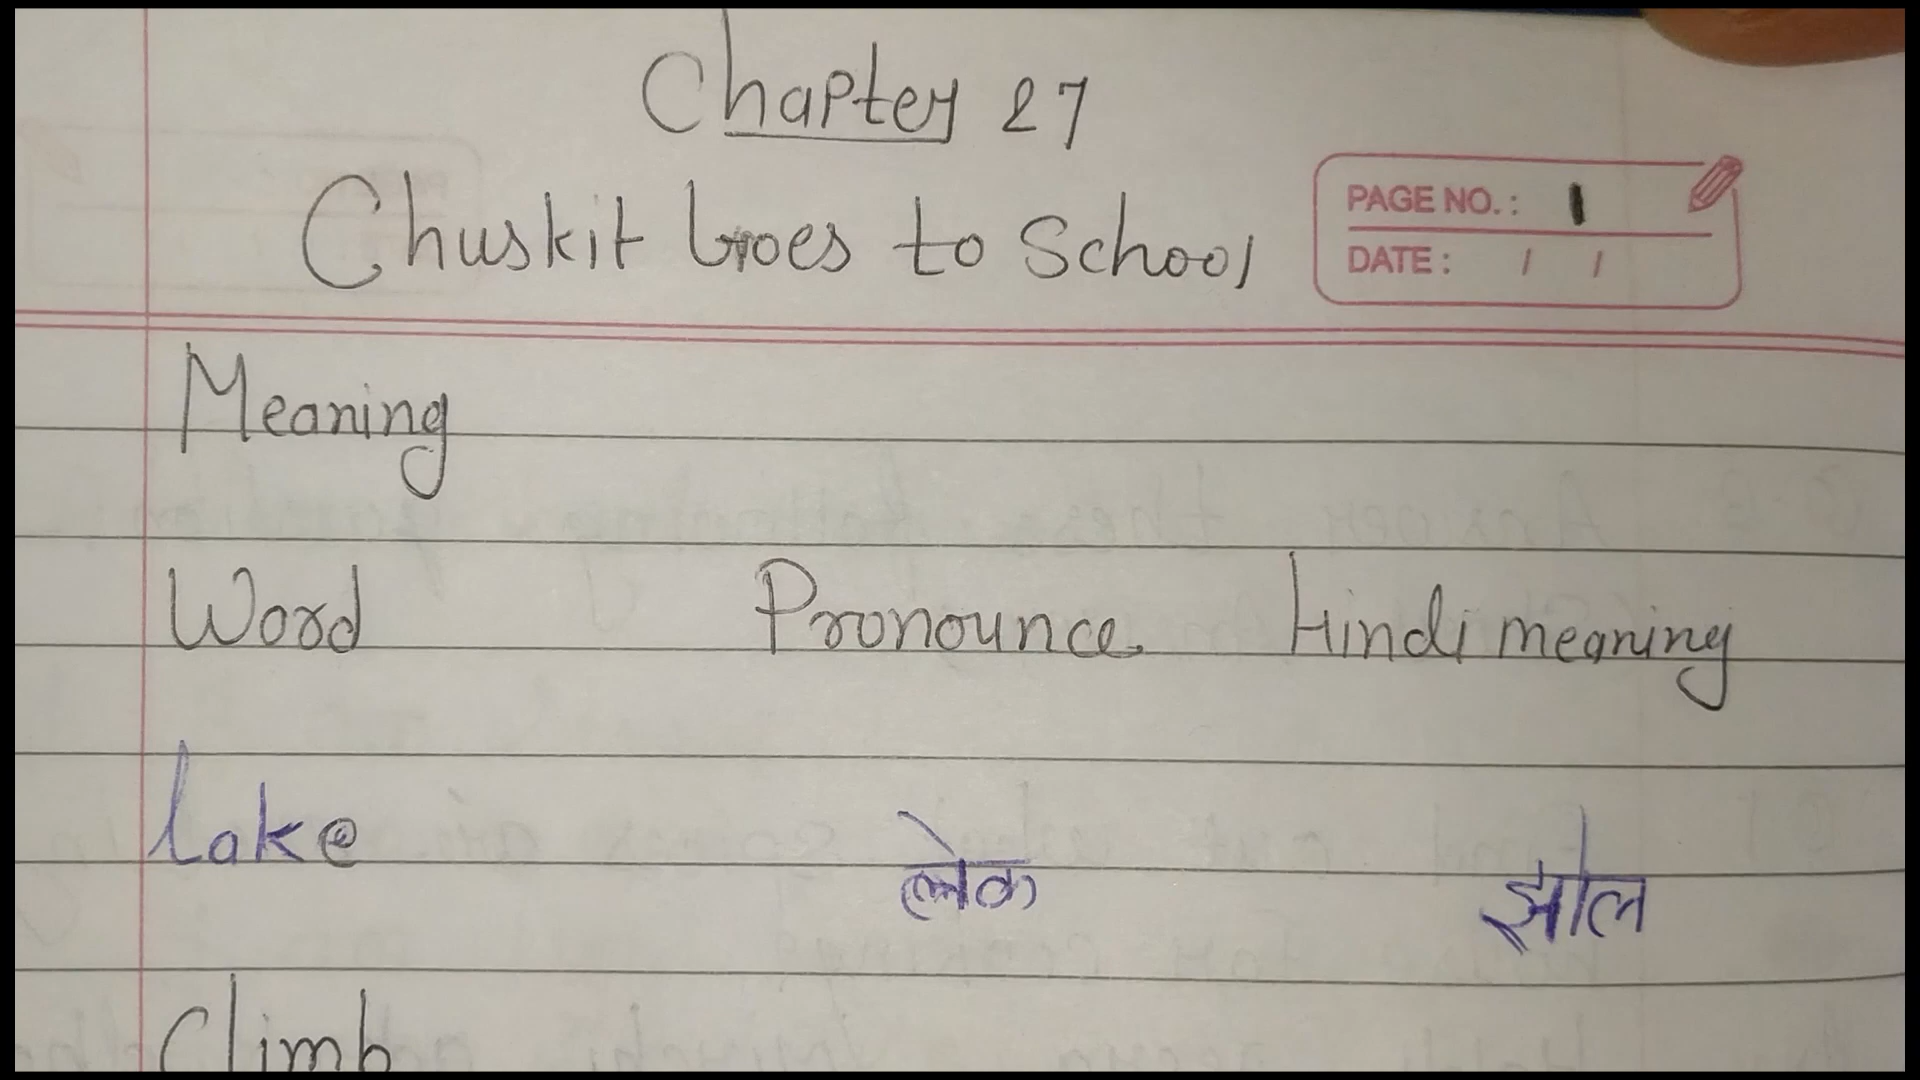 Chapter 27
Chuskit Goes to School
PAGE NO.: 1
DATE: / /
Meaning
Word Pronounce Hindi meaning
Lake लेक झील
Climb